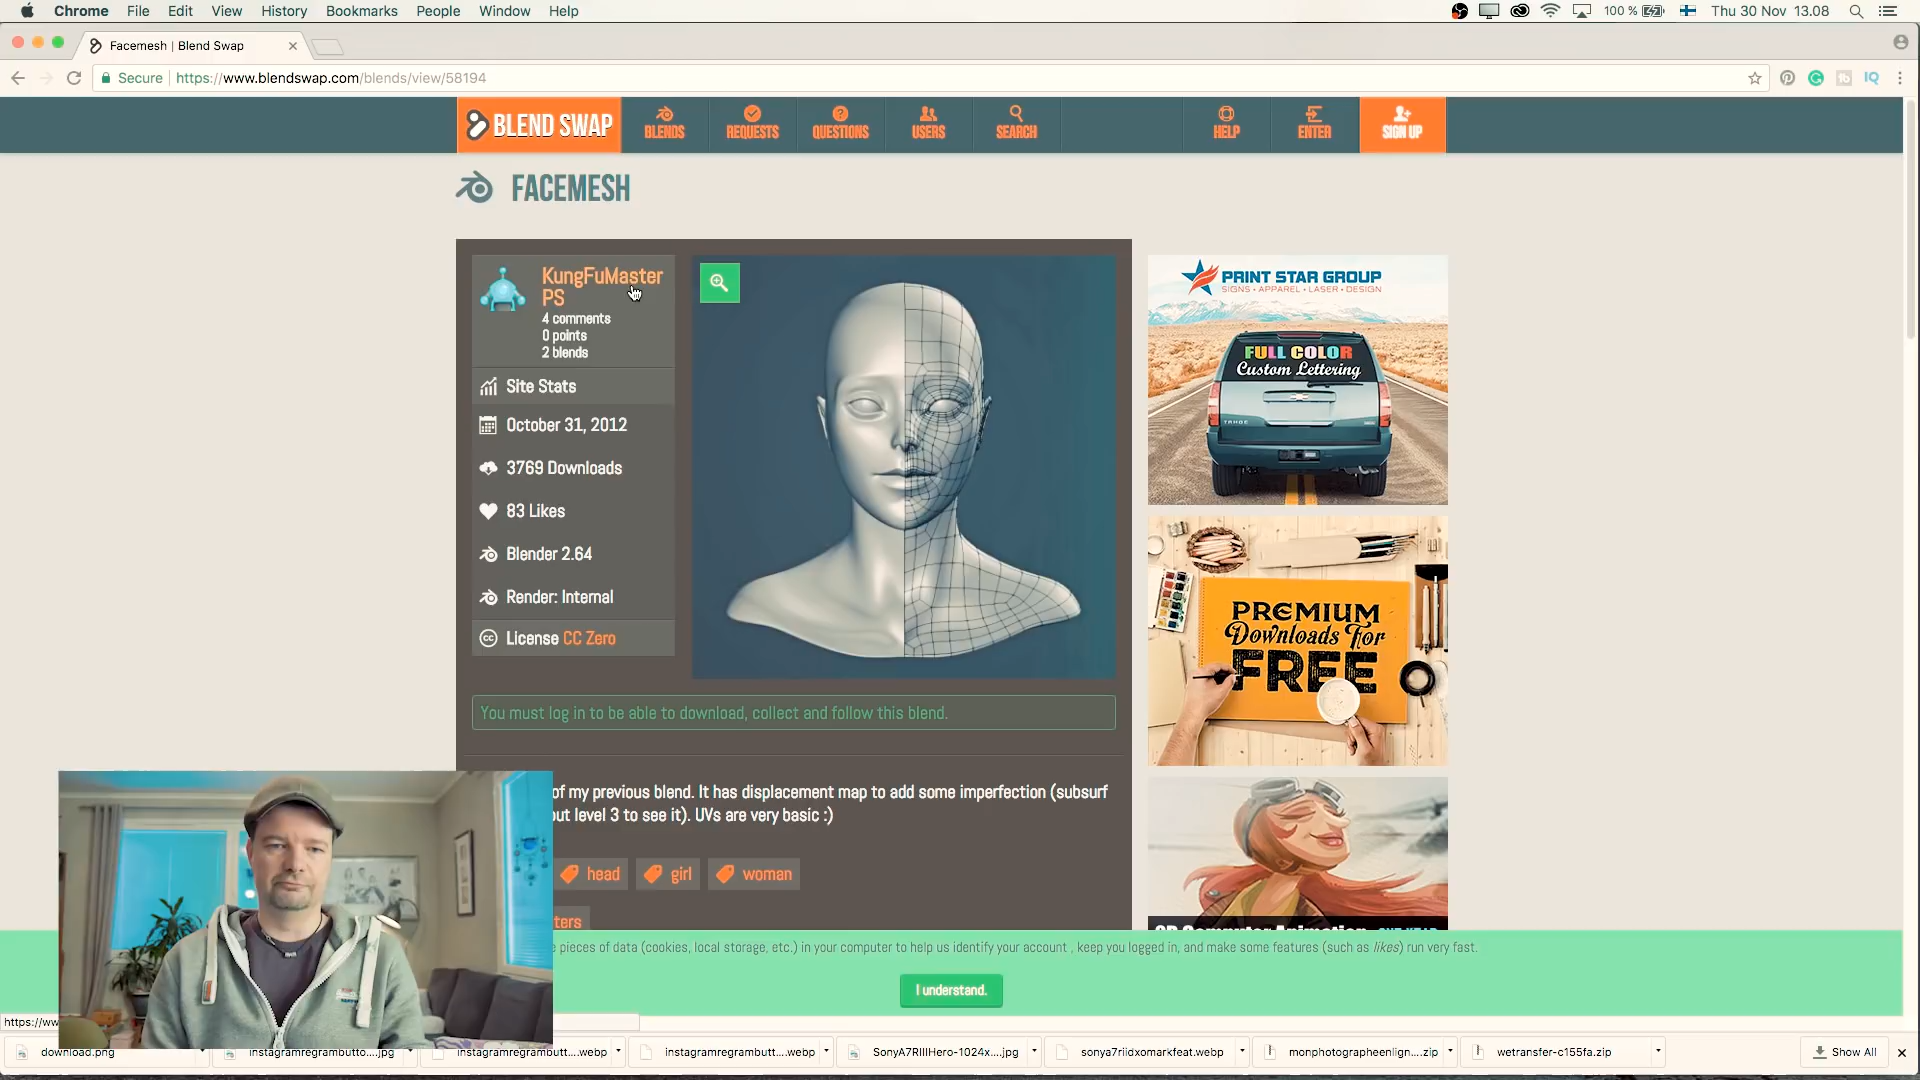 Chrome File Edit View History Bookmarks People Window Help
100 % Thu 30 Nov 13.08
Facemesh | Blend Swap
Secure https://www.blendswap.com/blends/view/58194
IQ
BLEND SWAP
BLENDS
REQUESTS
QUESTIONS
USERS
SEARCH
HELP
ENTER
SIGN UP
FACEMESH
KungFuMaster
PS
4 comments
0 points
2 blends
Site Stats
October 31, 2012
3769 Downloads
83 Likes
Blender 2.64
Render: Internal
License CC Zero
PRINT STAR GROUP
SIGNS • APPAREL • LASER • DESIGN
FULL COLOR
Custom Lettering
TAHOE
PREMIUM
Downloads for
FREE
You must log in to be able to download, collect and follow this blend.
of my previous blend. It has displacement map to add some imperfection (subsurf
out level 3 to see it). UVs are very basic :)
head
girl
woman
ters
pieces of data (cookies, local storage, etc.) in your computer to help us identify your account , keep you logged in, and make some features (such as likes) run very fast.
I understand.
https://ww
download.png
instagramregrambutto....jpg
instagramregrambutt....webp
instagramregrambutt....webp
SonyA7RIIIHero-1024x....jpg
sonya7riidxomarkfeat.webp
monphotographeenlign....zip
wetransfer-c155fa.zip
Show All